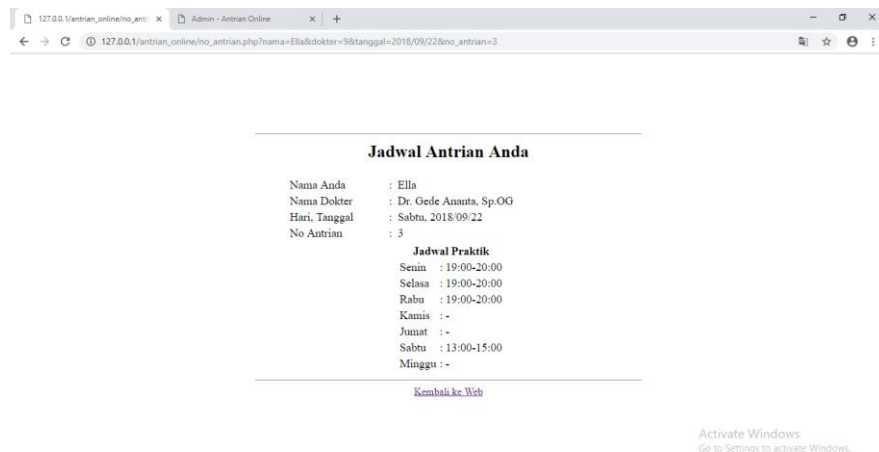 127.0.0.1/antrian_online/no_antr
Admin - Antrian Online
127.0.0.1/antrian_online/no_antrian.php?nama=Ella&dokter=9&tanggal=2018/09/22&no_antrian=3
Jadwal Antrian Anda
Nama Anda : Ella
Nama Dokter : Dr. Gede Ananta, Sp.OG
Hari, Tanggal : Sabtu, 2018/09/22
No Antrian : 3
Jadwal Praktik
Senin : 19:00-20:00
Selasa : 19:00-20:00
Rabu : 19:00-20:00
Kamis : -
Jumat : -
Sabtu : 13:00-15:00
Minggu : -
Kembali ke Web
Activate Windows
Go to Settings to activate Windows.